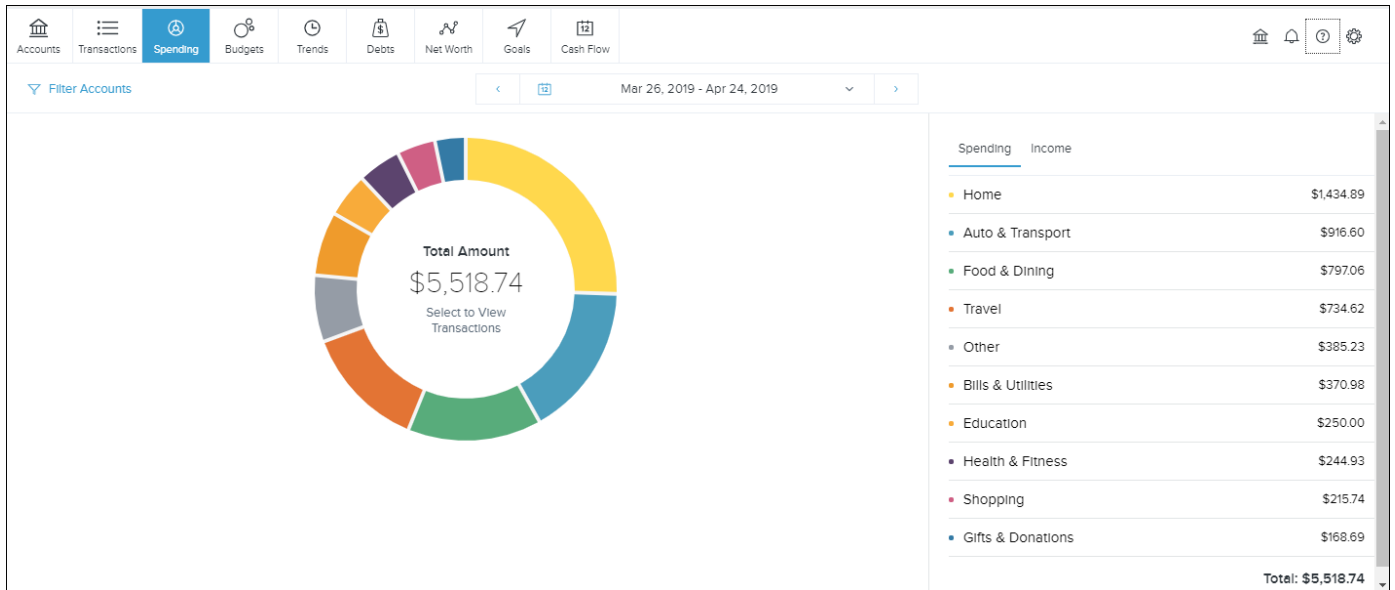 Accounts Transactions Spending Budgets Trends Debts Net Worth Goals Cash Flow
Filter Accounts
12 Mar 26, 2019 - Apr 24, 2019
Total Amount
$5,518.74
Select to View
Transactions
Spending Income
Home $1,434.89
Auto & Transport $916.60
Food & Dining $797.06
Travel $734.62
Other $385.23
Bills & Utilities $370.98
Education $250.00
Health & Fitness $244.93
Shopping $215.74
Gifts & Donations $168.69
Total: $5,518.74